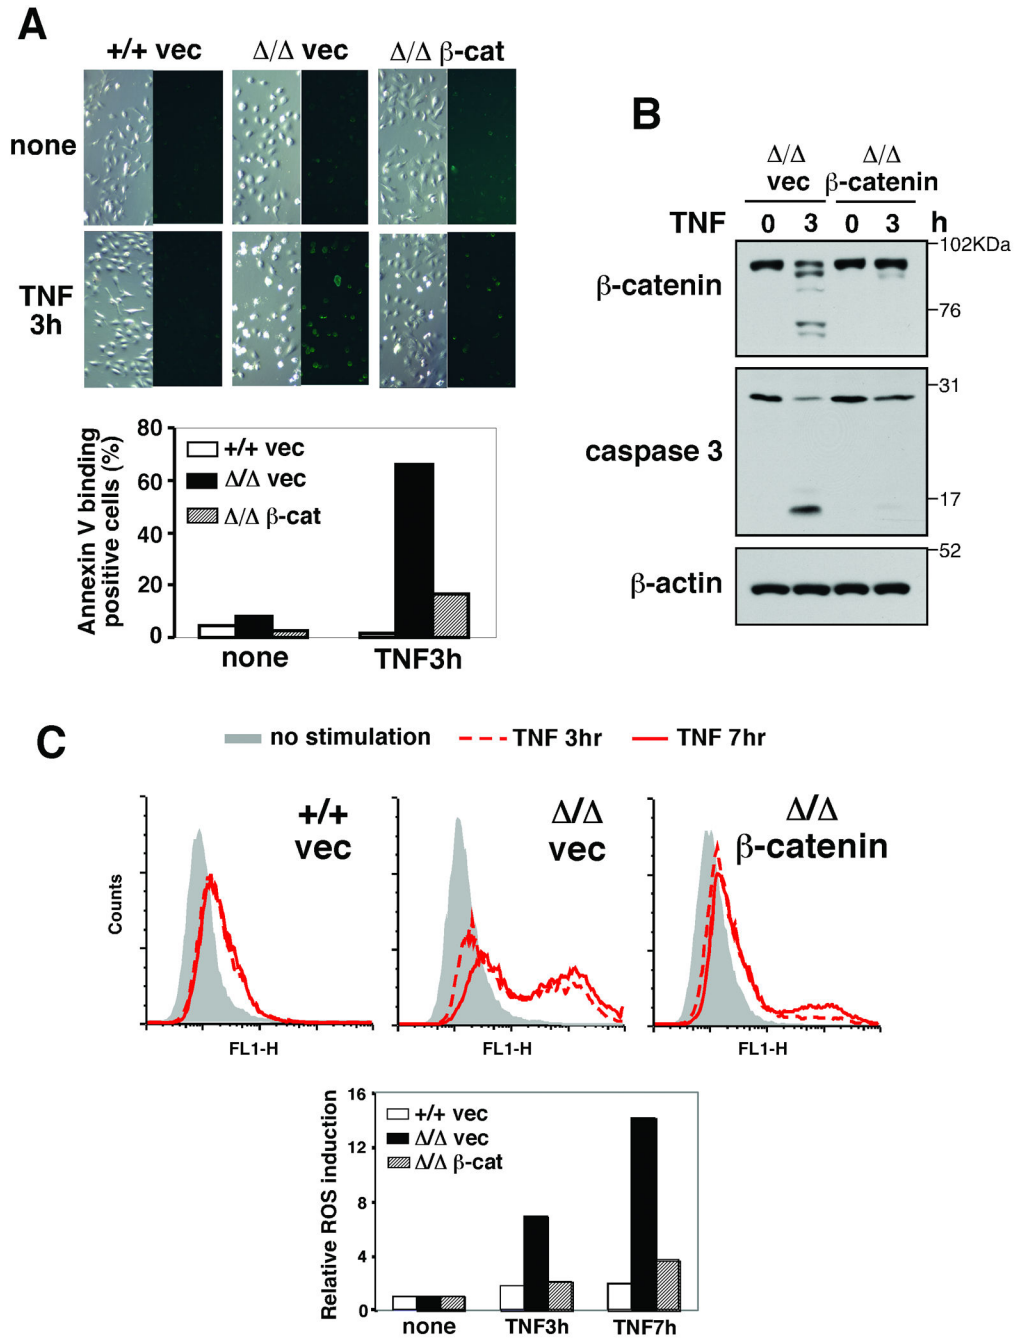 A
+/+ vec
Δ/Δ vec
Δ/Δ β-cat
none
TNF
3h
Annexin V binding
positive cells (%)
80
60
40
20
0
+/+ vec
Δ/Δ vec
Δ/Δ β-cat
none
TNF3h
B
Δ/Δ
vec
Δ/Δ
β-catenin
TNF 0 3 0 3 h
β-catenin
102KDa
76
caspase 3
31
17
β-actin
52
C
no stimulation
TNF 3hr
TNF 7hr
+/+
vec
Δ/Δ
vec
Δ/Δ
β-catenin
Counts
FL1-H
FL1-H
FL1-H
Relative ROS induction
16
12
8
4
0
+/+ vec
Δ/Δ vec
Δ/Δ β-cat
none
TNF3h
TNF7h